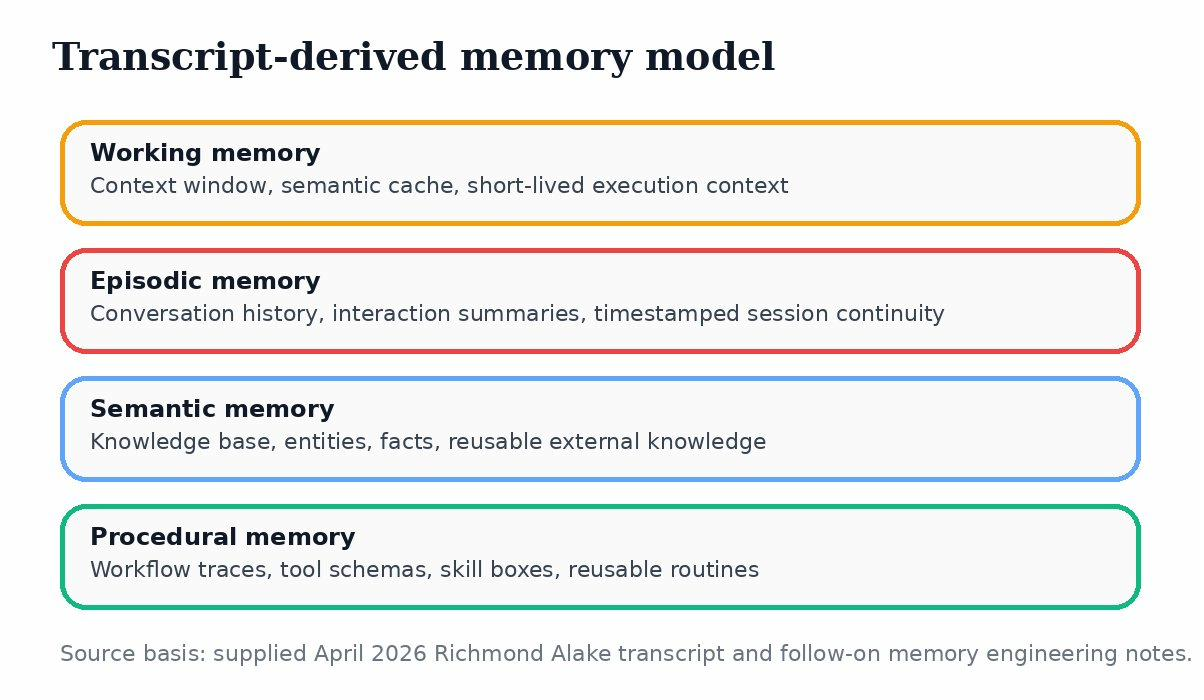 Transcript-derived memory model
Working memory
Context window, semantic cache, short-lived execution context
Episodic memory
Conversation history, interaction summaries, timestamped session continuity
Semantic memory
Knowledge base, entities, facts, reusable external knowledge
Procedural memory
Workflow traces, tool schemas, skill boxes, reusable routines
Source basis: supplied April 2026 Richmond Alake transcript and follow-on memory engineering notes.